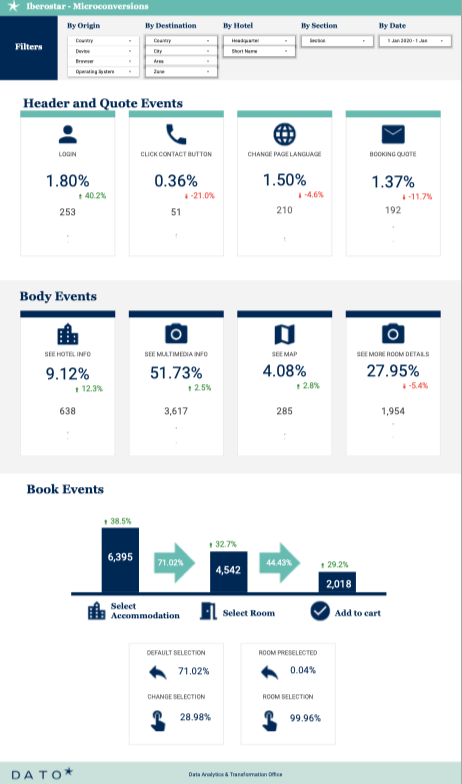 Iberostar - Microconversions
Filters
By Origin
Country
Device
Browser
Operating System
By Destination
Country
City
Area
Zone
By Hotel
Headquarter
Short Name
By Section
Section
By Date
1 Jan 2020 - 1 Jan
Header and Quote Events
LOGIN
1.80%
40.2%
253
CLICK CONTACT BUTTON
0.36%
-21.0%
51
CHANGE PAGE LANGUAGE
1.50%
-4.6%
210
BOOKING QUOTE
1.37%
-11.7%
192
Body Events
SEE HOTEL INFO
9.12%
12.3%
638
SEE MULTIMEDIA INFO
51.73%
2.5%
3,617
SEE MAP
4.08%
2.8%
285
SEE MORE ROOM DETAILS
27.95%
-5.4%
1,954
Book Events
38.5%
6,395
71.02%
32.7%
4,542
44.43%
29.2%
2,018
Select
Accommodation
Select Room
Add to cart
DEFAULT SELECTION
71.02%
CHANGE SELECTION
28.98%
ROOM PRESELECTED
0.04%
ROOM SELECTION
99.96%
DATO
Data Analytics & Transformation Office